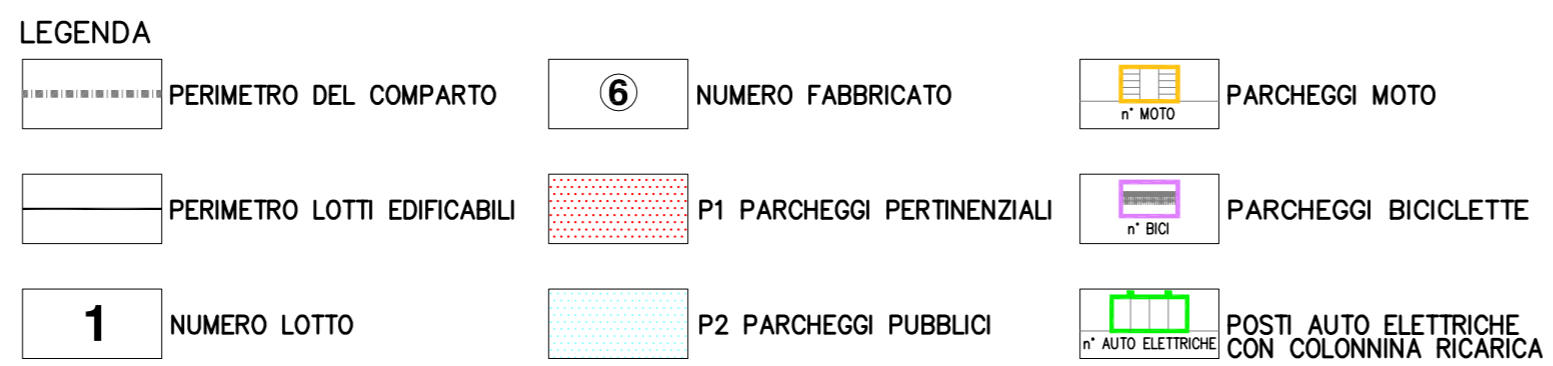 LEGENDA
PERIMETRO DEL COMPARTO
6
NUMERO FABBRICATO
n° MOTO
PARCHEGGI MOTO
PERIMETRO LOTTI EDIFICABILI
P1 PARCHEGGI PERTINENZIALI
n° BICI
PARCHEGGI BICICLETTE
1
NUMERO LOTTO
P2 PARCHEGGI PUBBLICI
n° AUTO ELETTRICHE
POSTI AUTO ELETTRICHE
CON COLONNINA RICARICA